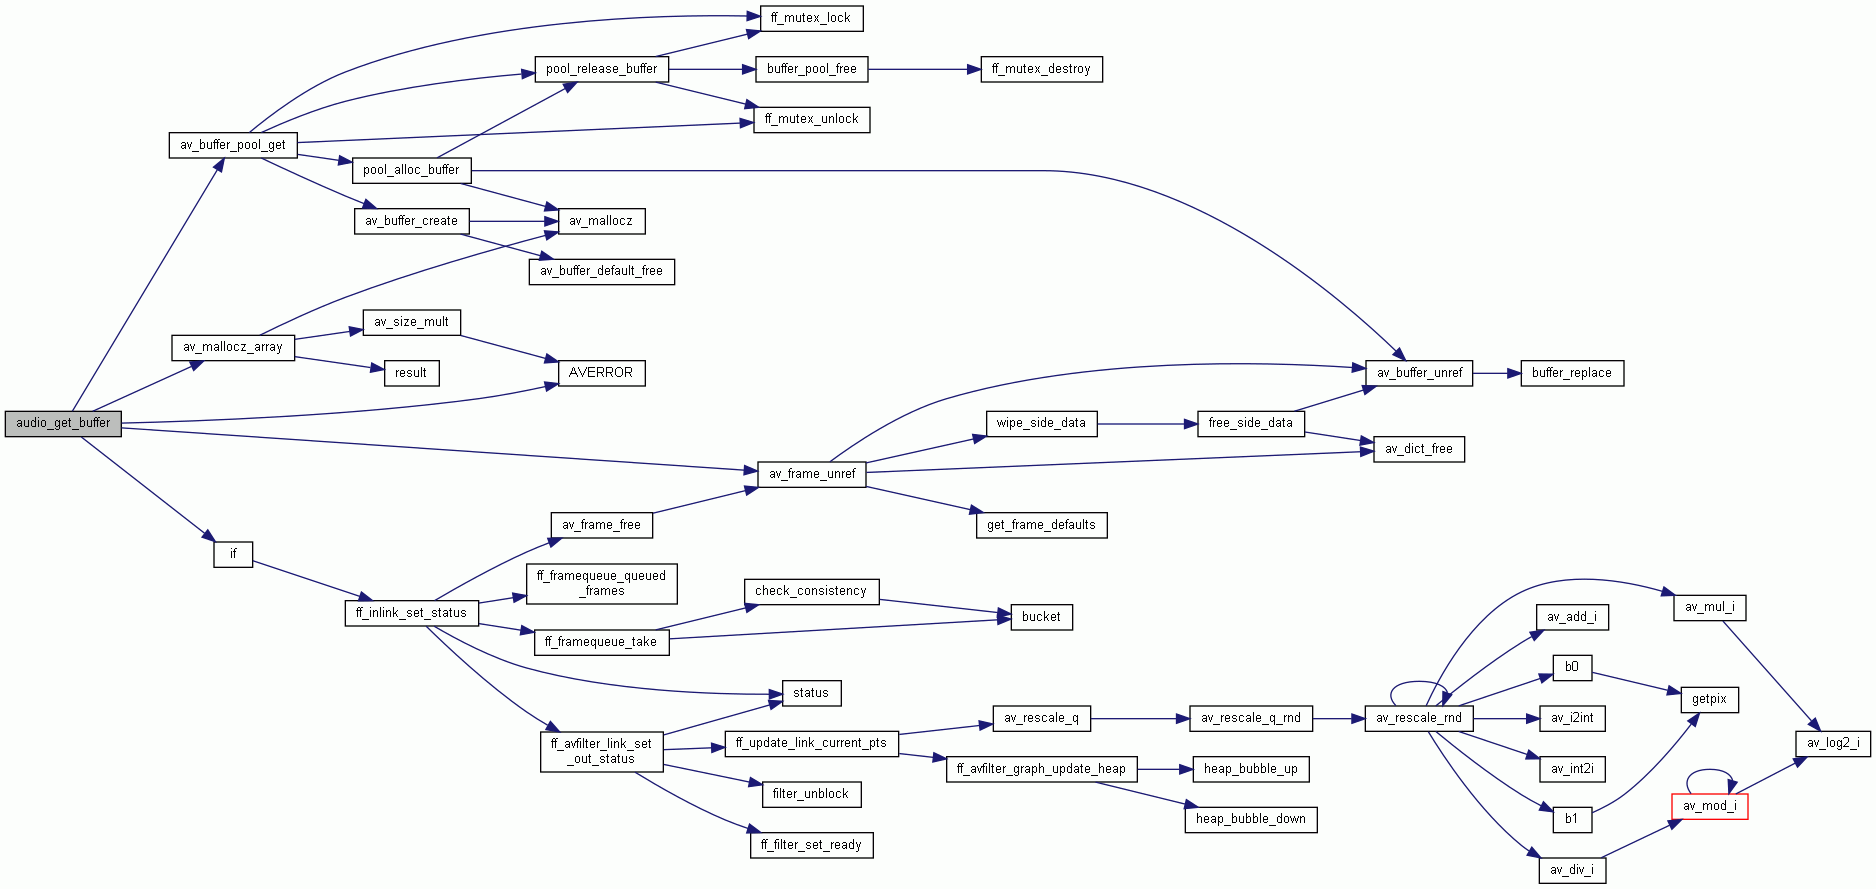 ff_mutex_lock
pool_release_buffer
buffer_pool_free
ff_mutex_destroy
ff_mutex_unlock
av_buffer_pool_get
pool_alloc_buffer
av_buffer_create
av_mallocz
av_buffer_default_free
av_size_mult
av_mallocz_array
result
AVERROR
av_buffer_unref
buffer_replace
audio_get_buffer
wipe_side_data
free_side_data
av_dict_free
av_frame_unref
av_frame_free
get_frame_defaults
if
ff_framequeue_queued
_frames
check_consistency
ff_inlink_set_status
bucket
ff_framequeue_take
av_mul_i
av_add_i
b0
status
getpix
av_rescale_q
av_rescale_q_rnd
av_rescale_rnd
av_i2int
ff_avfilter_link_set
_out_status
ff_update_link_current_pts
av_log2_i
ff_avfilter_graph_update_heap
heap_bubble_up
av_int2i
filter_unblock
av_mod_i
heap_bubble_down
b1
ff_filter_set_ready
av_div_i